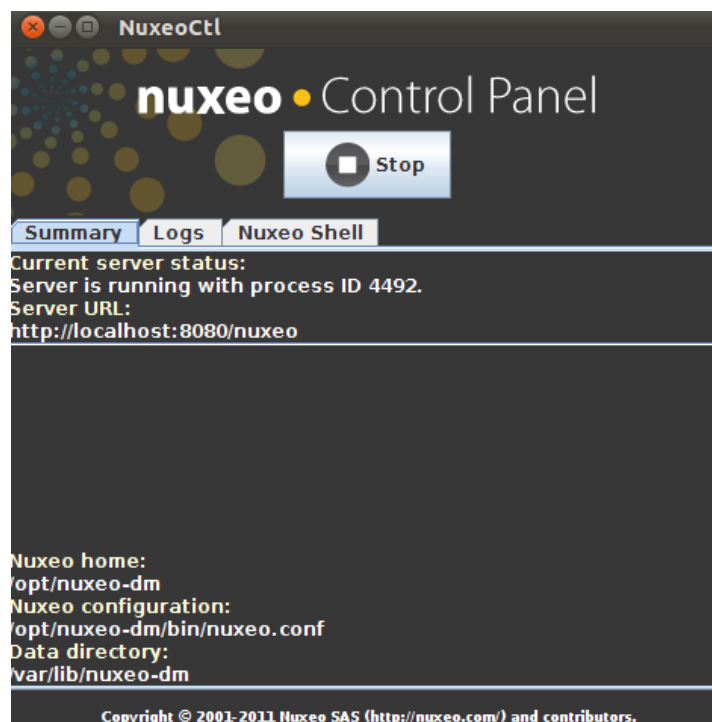 NuxeoCtl
nuxeo • Control Panel
Stop
Summary Logs Nuxeo Shell
Current server status:
Server is running with process ID 4492.
Server URL:
http://localhost:8080/nuxeo
Nuxeo home:
/opt/nuxeo-dm
Nuxeo configuration:
/opt/nuxeo-dm/bin/nuxeo.conf
Data directory:
/var/lib/nuxeo-dm
Copyright © 2001-2011 Nuxeo SAS (http://nuxeo.com/) and contributors.